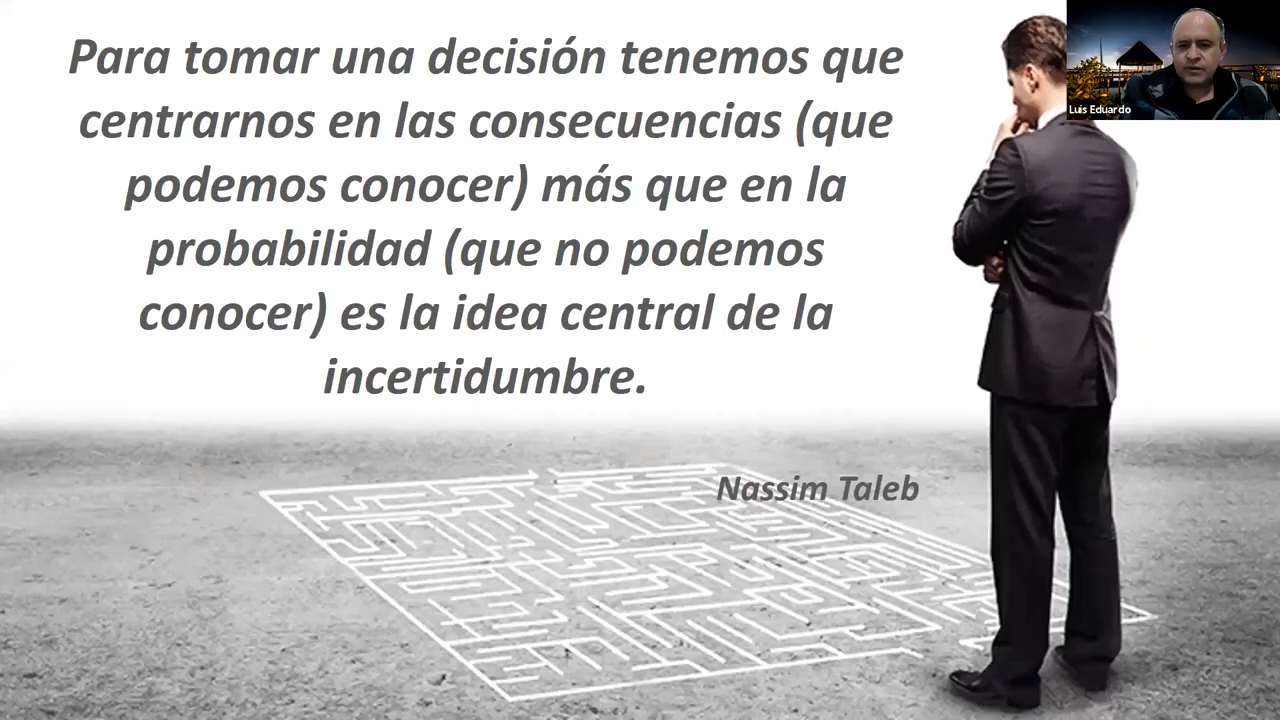 Para tomar una decisión tenemos que
centrarnos en las consecuencias (que
podemos conocer) más que en la
probabilidad (que no podemos
conocer) es la idea central de la
incertidumbre.
Nassim Taleb
Luis Eduardo